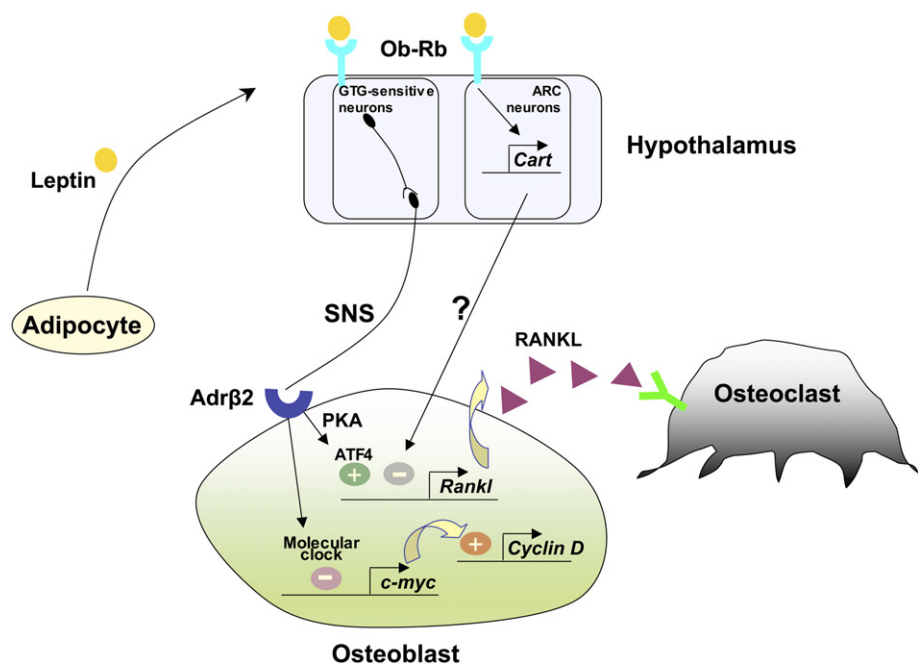 Ob-Rb
GTG-sensitive
neurons
ARC
neurons
Cart
Hypothalamus
Leptin
Adipocyte
SNS
?
RANKL
Osteoclast
Adrβ2
PKA
ATF4
+
−
Rankl
Molecular
clock
−
c-myc
+
Cyclin D
Osteoblast